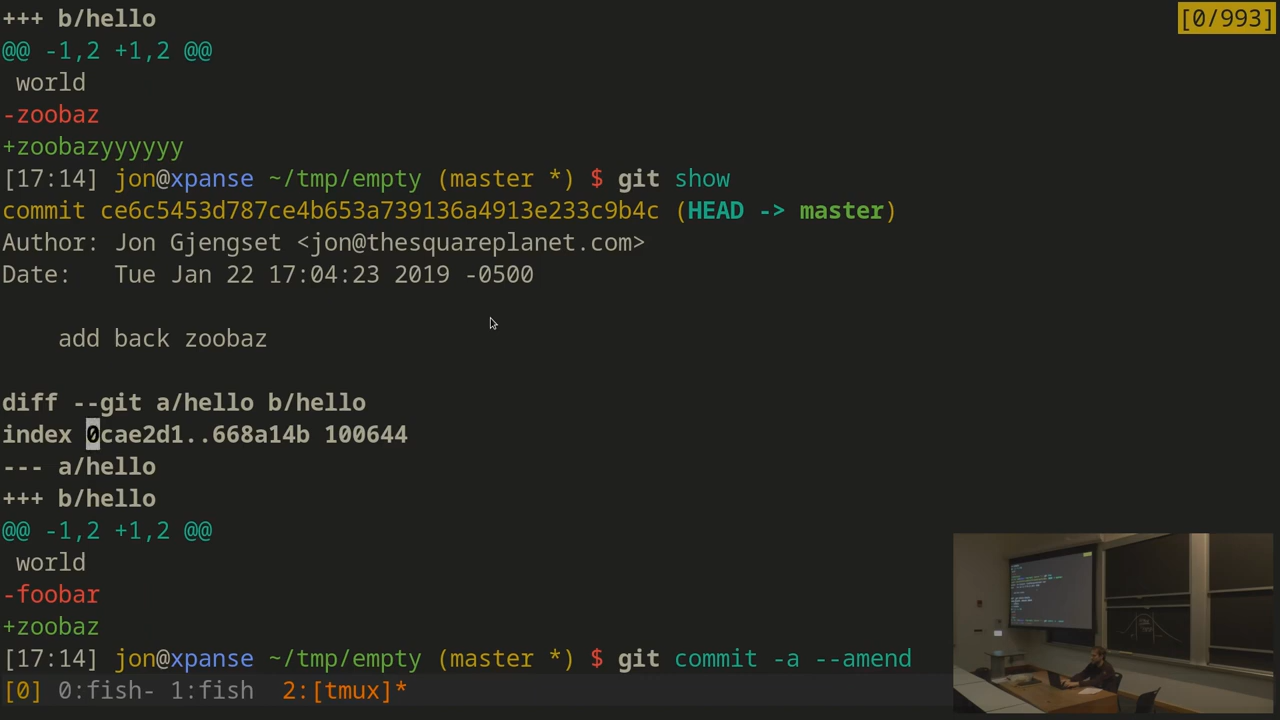 +++ b/hello
[0/993]
@@ -1,2 +1,2 @@
 world
-zoobaz
+zoobazyyyyyy
[17:14] jon@xpanse ~/tmp/empty (master *) $ git show
commit ce6c5453d787ce4b653a739136a4913e233c9b4c (HEAD -> master)
Author: Jon Gjengset <jon@thesquareplanet.com>
Date:   Tue Jan 22 17:04:23 2019 -0500
    add back zoobaz
diff --git a/hello b/hello
index 0cae2d1..668a14b 100644
--- a/hello
+++ b/hello
@@ -1,2 +1,2 @@
 world
-foobar
+zoobaz
[17:14] jon@xpanse ~/tmp/empty (master *) $ git commit -a --amend
[0] 0:fish- 1:fish  2:[tmux]*